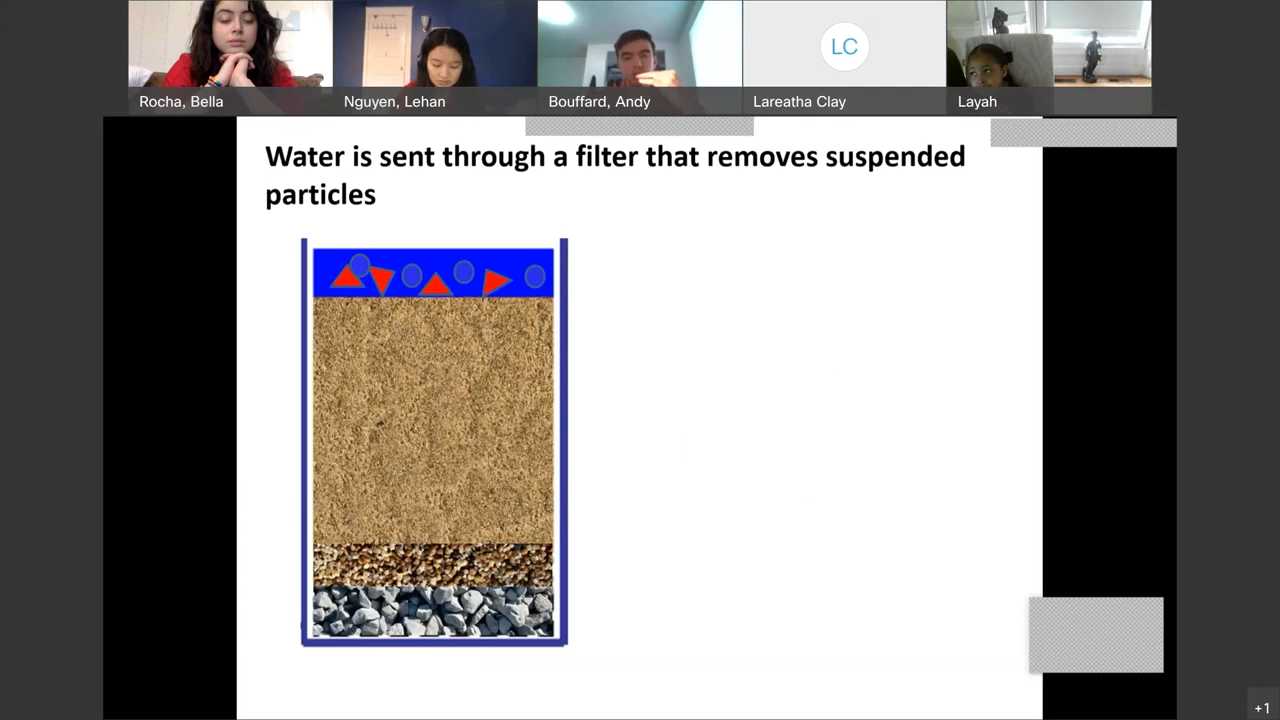 Rocha, Bella
Nguyen, Lehan
Bouffard, Andy
LC
Lareatha Clay
Layah
Water is sent through a filter that removes suspended
particles
+1